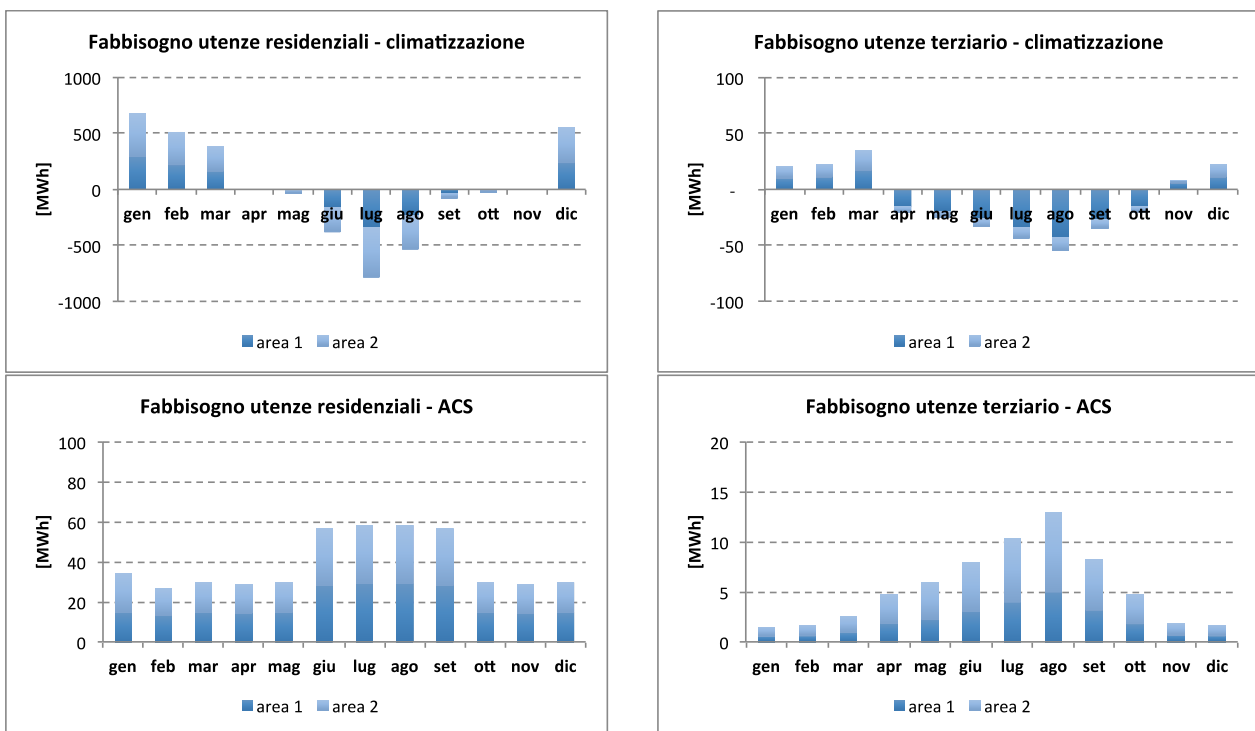 Fabbisogno utenze residenziali - climatizzazione
[MWh]
1000
500
0
-500
-1000
gen feb mar apr mag giu lug ago set ott nov dic
area 1 area 2
Fabbisogno utenze terziario - climatizzazione
[MWh]
100
50
-
-50
-100
gen feb mar apr mag giu lug ago set ott nov dic
area 1 area 2
Fabbisogno utenze residenziali - ACS
[MWh]
100
80
60
40
20
0
gen feb mar apr mag giu lug ago set ott nov dic
area 1 area 2
Fabbisogno utenze terziario - ACS
[MWh]
20
15
10
5
0
gen feb mar apr mag giu lug ago set ott nov dic
area 1 area 2